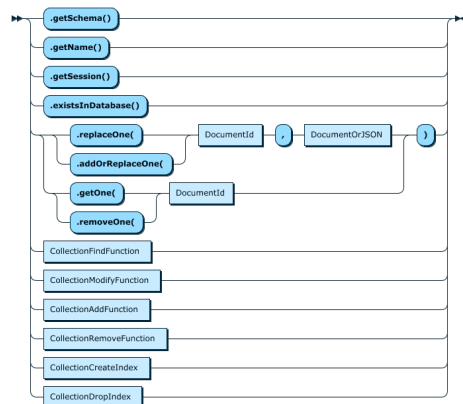 .getSchema()
.getName()
.getSession()
.existsInDatabase()
.replaceOne( DocumentId , DocumentOrJSON )
.addOrReplaceOne(
.getOne( DocumentId
.removeOne(
CollectionFindFunction
CollectionModifyFunction
CollectionAddFunction
CollectionRemoveFunction
CollectionCreateIndex
CollectionDropIndex